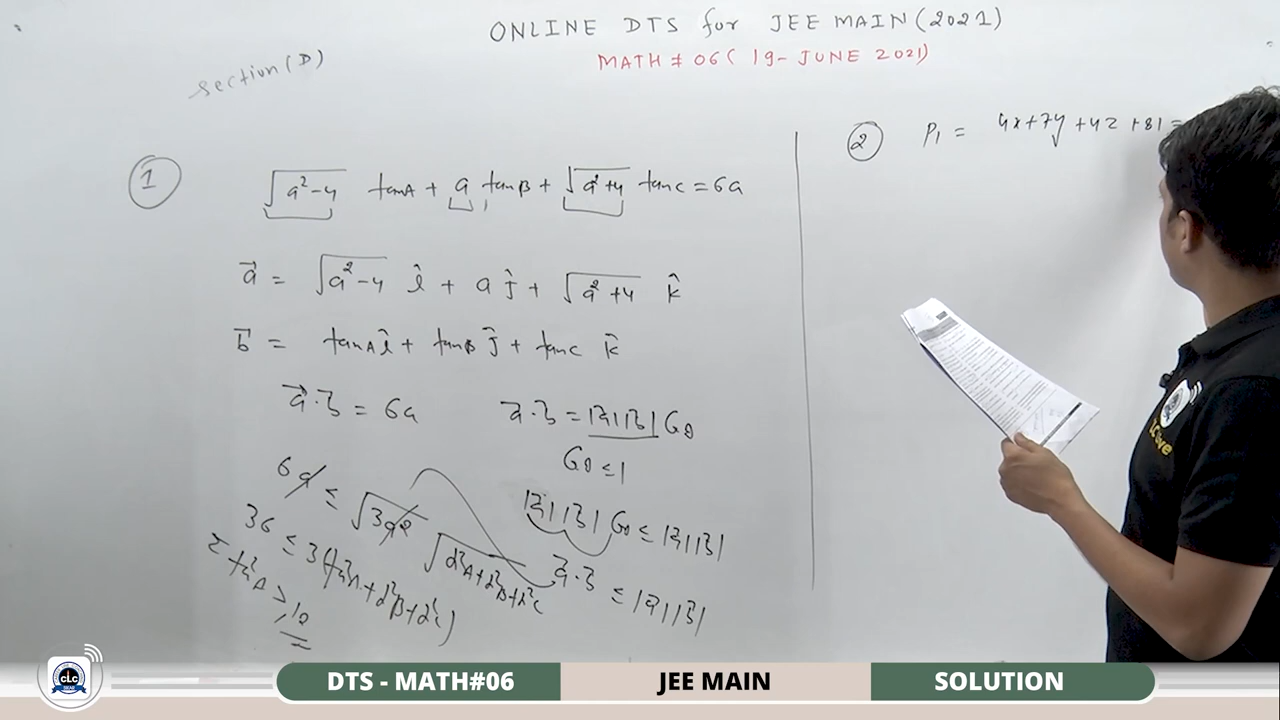 ONLINE DTS for JEE MAIN (2021)
MATH # 06 ( 19- JUNE 2021)
section (D)
① √(a²-4) tanA + a tanB + √(a²+4) tanC = 6a
a⃗ = √(a²-4) î + a ĵ + √(a²+4) k̂
b⃗ = tanA î + tanB ĵ + tanC k̂
a⃗·b⃗ = 6a
a⃗·b⃗ = |a⃗||b⃗| Cosθ
Cosθ ≤ 1
|a⃗||b⃗| Cosθ ≤ |a⃗||b⃗|
a⃗·b⃗ ≤ |a⃗||b⃗|
6a ≤ √3a² √tan²A + tan²B + tan²C
36 ≤ 3(tan²A + tan²B + tan²C)
Σ tan²A ≥ 12
② P₁ = 4x+7y+4z+81 =
CLC
SIKAR
DTS - MATH#06
JEE MAIN
SOLUTION